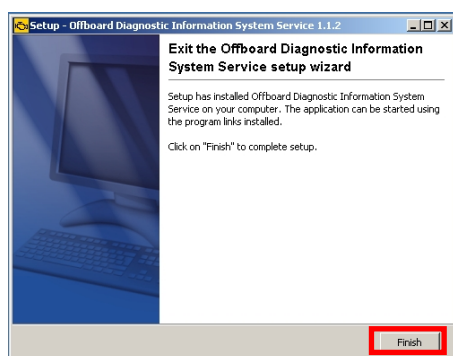 Setup - Offboard Diagnostic Information System Service 1.1.2
Exit the Offboard Diagnostic Information
System Service setup wizard
Setup has installed Offboard Diagnostic Information System
Service on your computer. The application can be started using
the program links installed.
Click on "Finish" to complete setup.
Finish